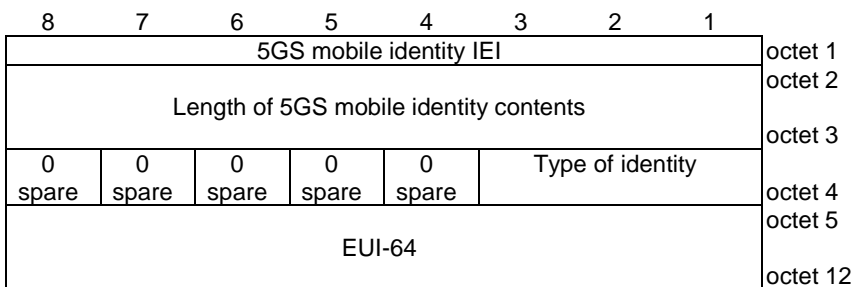 8 7 6 5 4 3 2 1
5GS mobile identity IEI octet 1
octet 2
Length of 5GS mobile identity contents
octet 3
0 0 0 0 0 Type of identity
spare spare spare spare spare octet 4
octet 5
EUI-64
octet 12